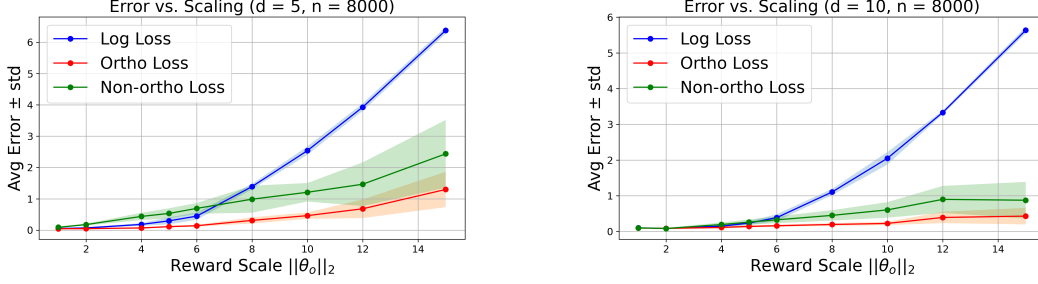 Error vs. Scaling (d = 5, n = 8000)
Avg Error ± std
6
5
4
3
2
1
0
Log Loss
Ortho Loss
Non-ortho Loss
2 4 6 8 10 12 14
Reward Scale ||θ₀||₂
Error vs. Scaling (d = 10, n = 8000)
Avg Error ± std
6
5
4
3
2
1
0
Log Loss
Ortho Loss
Non-ortho Loss
2 4 6 8 10 12 14
Reward Scale ||θ₀||₂